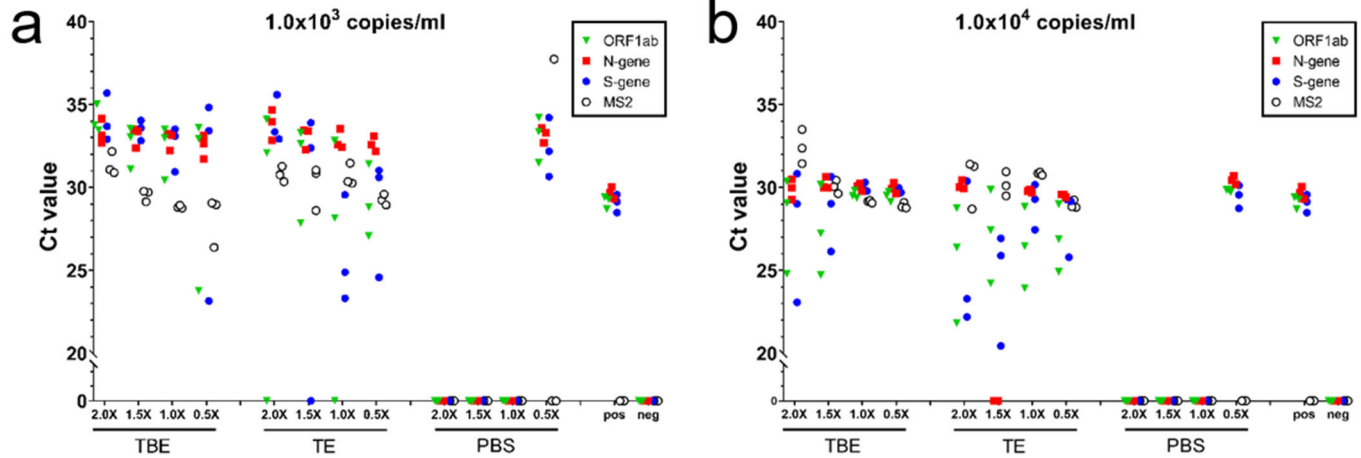 a
1.0x10³ copies/ml
Ct value
40
35
30
25
20
0
ORF1ab
N-gene
S-gene
MS2
2.0X 1.5X 1.0X 0.5X 2.0X 1.5X 1.0X 0.5X 2.0X 1.5X 1.0X 0.5X pos neg
TBE TE PBS
b
1.0x10⁴ copies/ml
Ct value
40
35
30
25
20
0
ORF1ab
N-gene
S-gene
MS2
2.0X 1.5X 1.0X 0.5X 2.0X 1.5X 1.0X 0.5X 2.0X 1.5X 1.0X 0.5X pos neg
TBE TE PBS